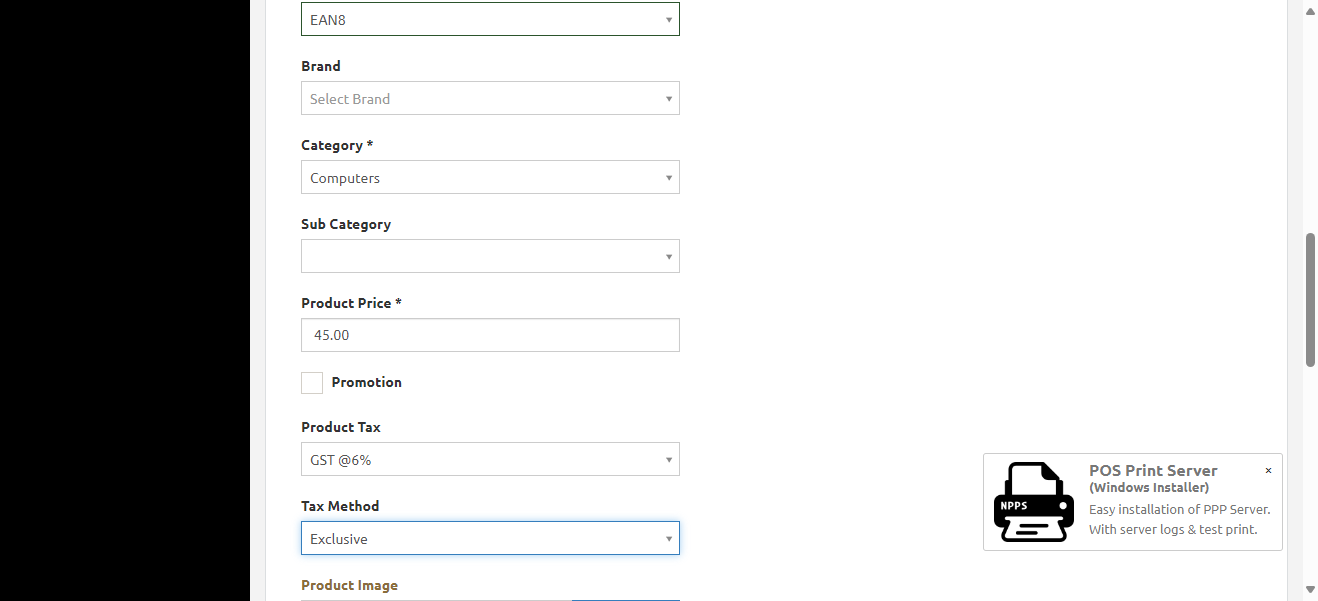 EAN8
Brand
Select Brand
Category *
Computers
Sub Category
Product Price *
45.00
Promotion
Product Tax
GST @6%
Tax Method
Exclusive
Product Image
POS Print Server
×
(Windows Installer)
NPPS
Easy installation of PPP Server.
With server logs & test print.